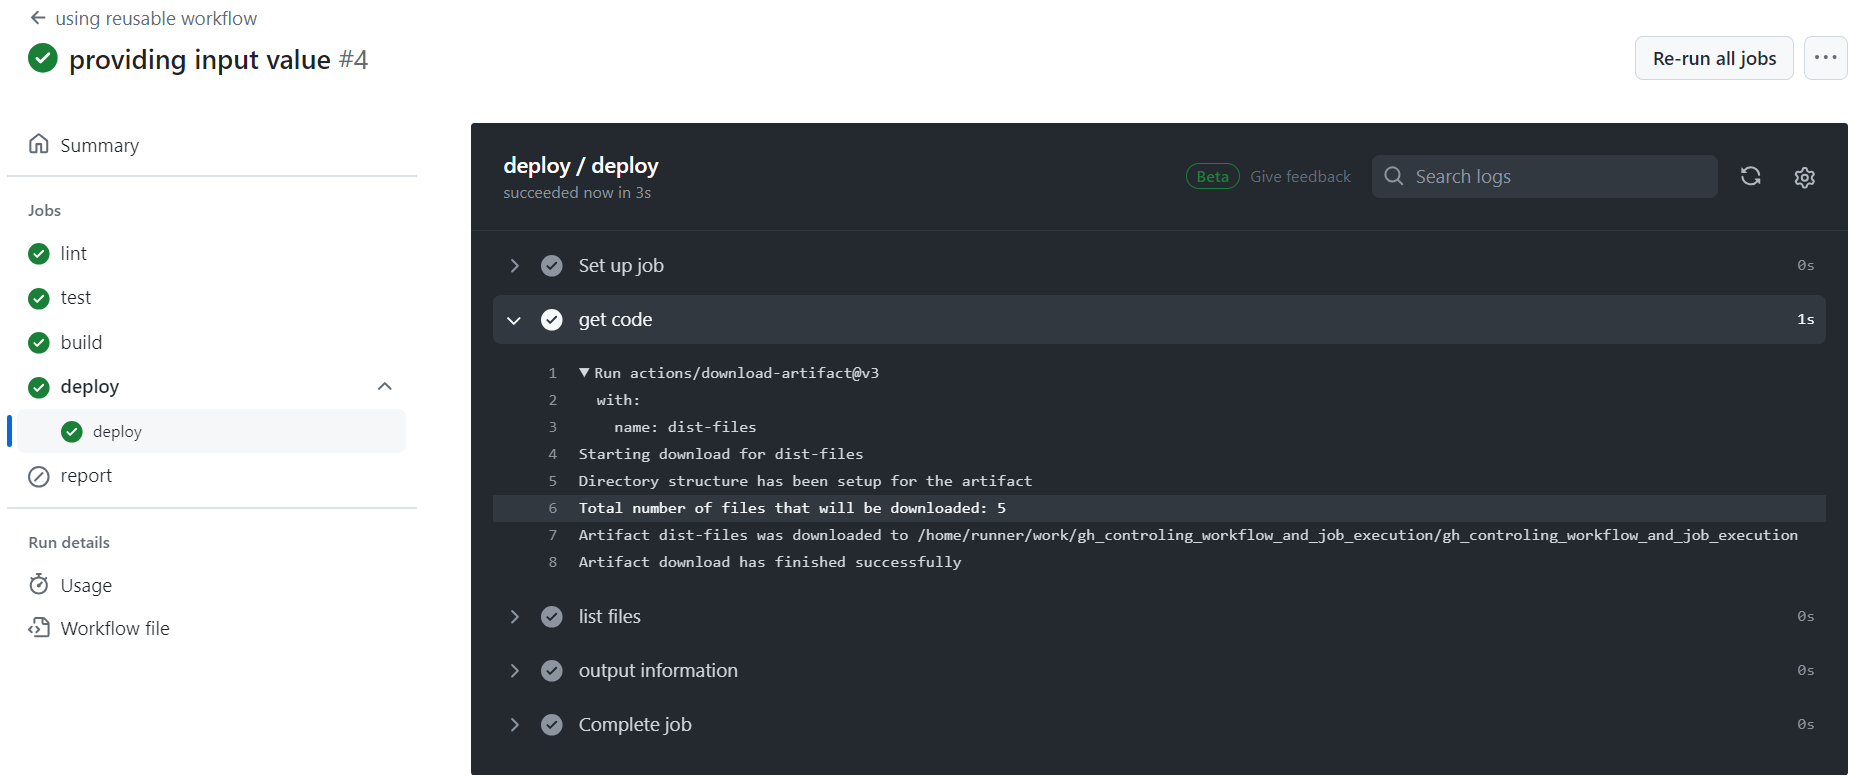 using reusable workflow
providing input value #4
Re-run all jobs
Summary
Jobs
lint
test
build
deploy
deploy
report
Run details
Usage
Workflow file
deploy / deploy
succeeded now in 3s
Beta Give feedback
Search logs
Set up job 0s
get code 1s
1 Run actions/download-artifact@v3
2 with:
3 name: dist-files
4 Starting download for dist-files
5 Directory structure has been setup for the artifact
6 Total number of files that will be downloaded: 5
7 Artifact dist-files was downloaded to /home/runner/work/gh_controling_workflow_and_job_execution/gh_controling_workflow_and_job_execution
8 Artifact download has finished successfully
list files 0s
output information 0s
Complete job 0s